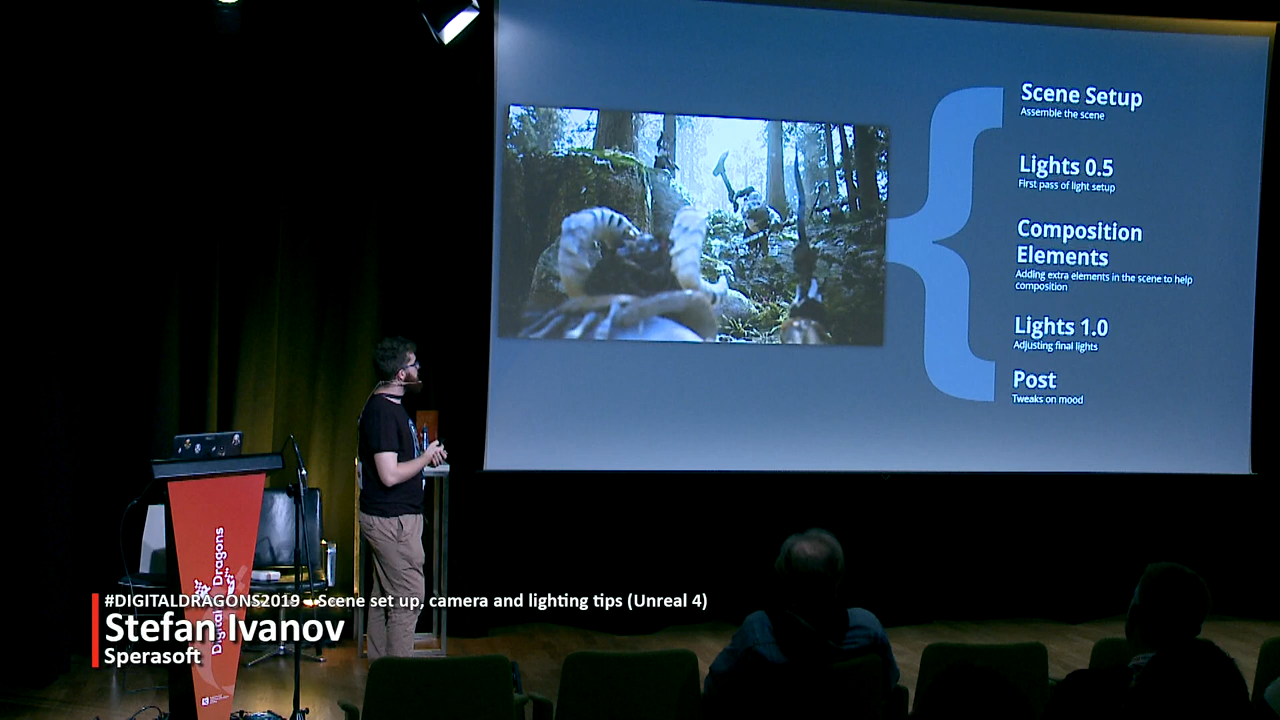 Scene Setup
Assemble the scene
Lights 0.5
First pass of light setup
Composition
Elements
Adding extra elements in the scene to help
composition
Lights 1.0
Adjusting final lights
Post
Tweaks on mood
Digital Dragons
#DIGITALDRAGONS2019 - Scene set up, camera and lighting tips (Unreal 4)
Stefan Ivanov
Sperasoft